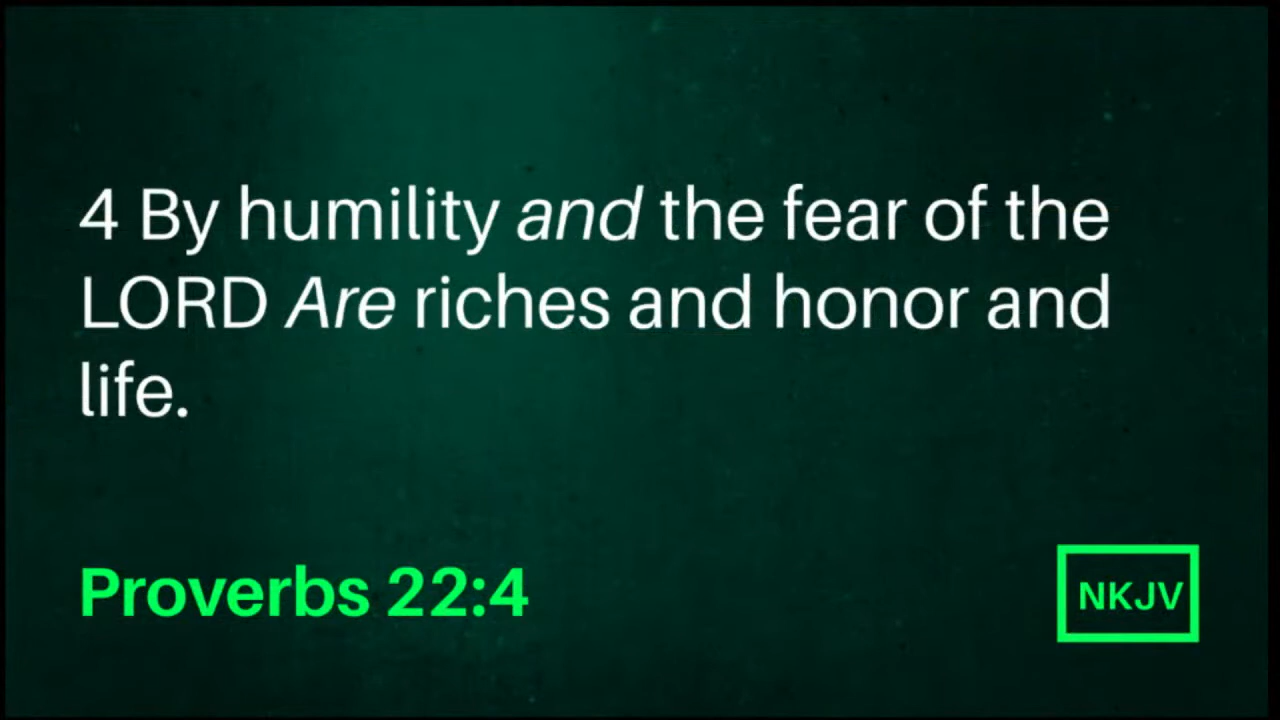 4 By humility and the fear of the
LORD Are riches and honor and
life.
Proverbs 22:4
NKJV